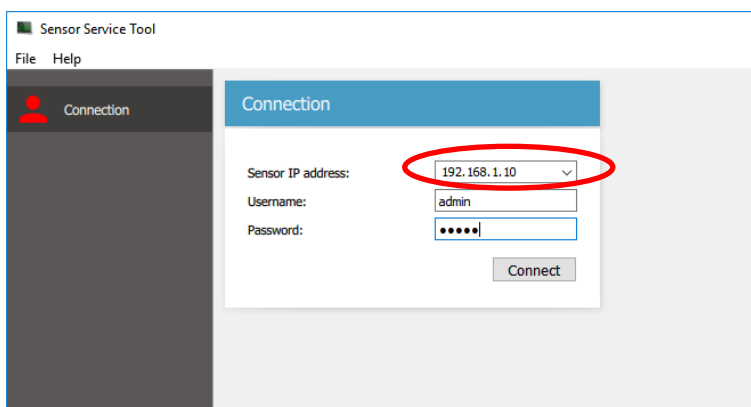 Sensor Service Tool
File Help
Connection
Connection
Sensor IP address: 192.168.1.10
Username: admin
Password: •••••
Connect